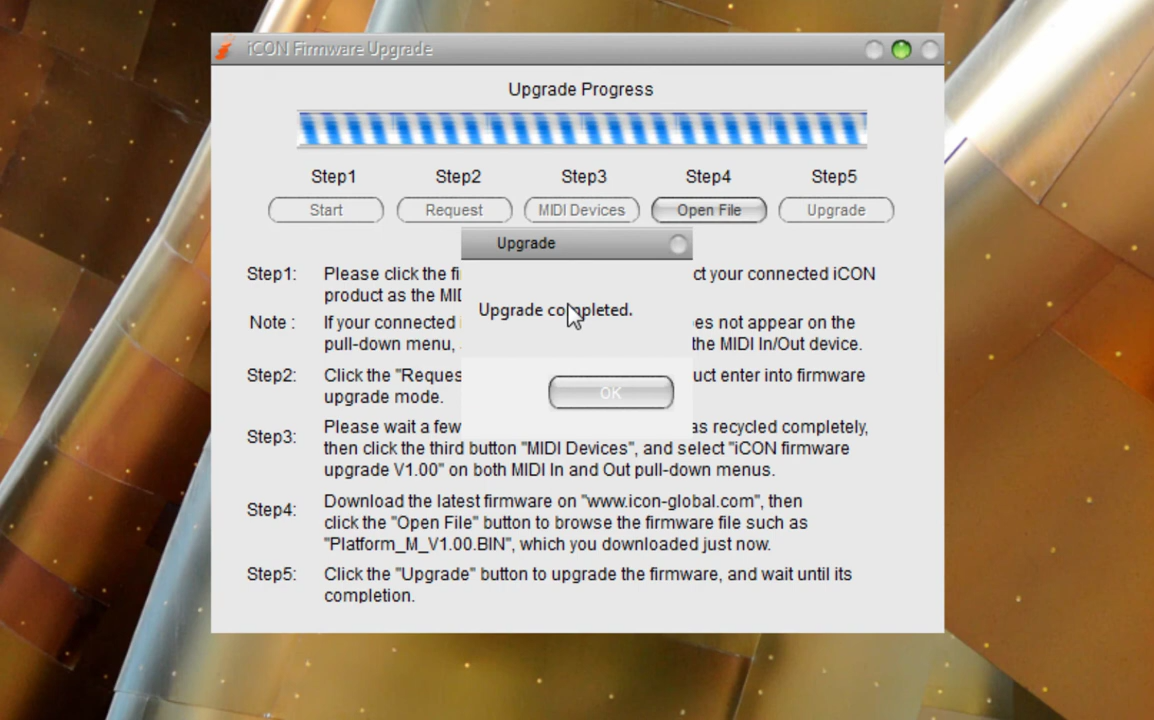 iCON Firmware Upgrade
Upgrade Progress
Step1 Step2 Step3 Step4 Step5
Start Request MIDI Devices Open File Upgrade
Upgrade
Step1: Please click the fi ct your connected iCON
product as the MI
Upgrade completed.
Note : If your connected es not appear on the
pull-down menu, the MIDI In/Out device.
Step2: Click the "Reques uct enter into firmware
upgrade mode.
OK
Step3: Please wait a few as recycled completely,
then click the third button "MIDI Devices", and select "iCON firmware
upgrade V1.00" on both MIDI In and Out pull-down menus.
Step4: Download the latest firmware on "www.icon-global.com", then
click the "Open File" button to browse the firmware file such as
"Platform_M_V1.00.BIN", which you downloaded just now.
Step5: Click the "Upgrade" button to upgrade the firmware, and wait until its
completion.